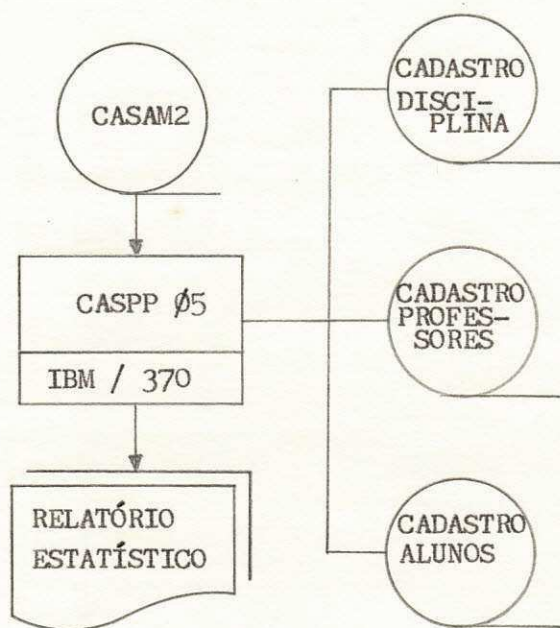 CASAM2
CASPP Ø5
IBM / 370
RELATÓRIO
ESTATÍSTICO
CADASTRO
DISCI-
PLINA
CADASTRO
PROFES-
SORES
CADASTRO
ALUNOS